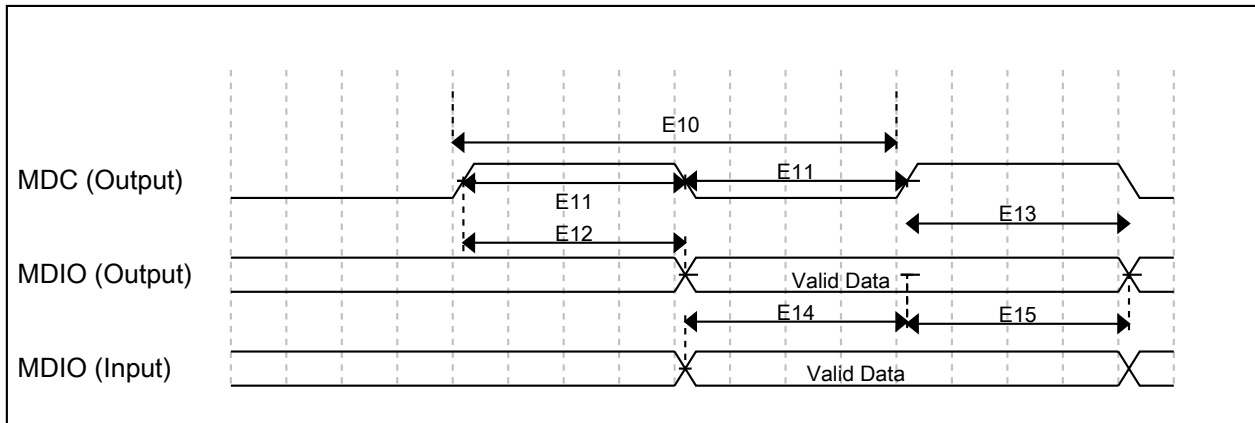 E10
MDC (Output)
E11
E11
E13
E12
MDIO (Output)
Valid Data
E14
E15
MDIO (Input)
Valid Data